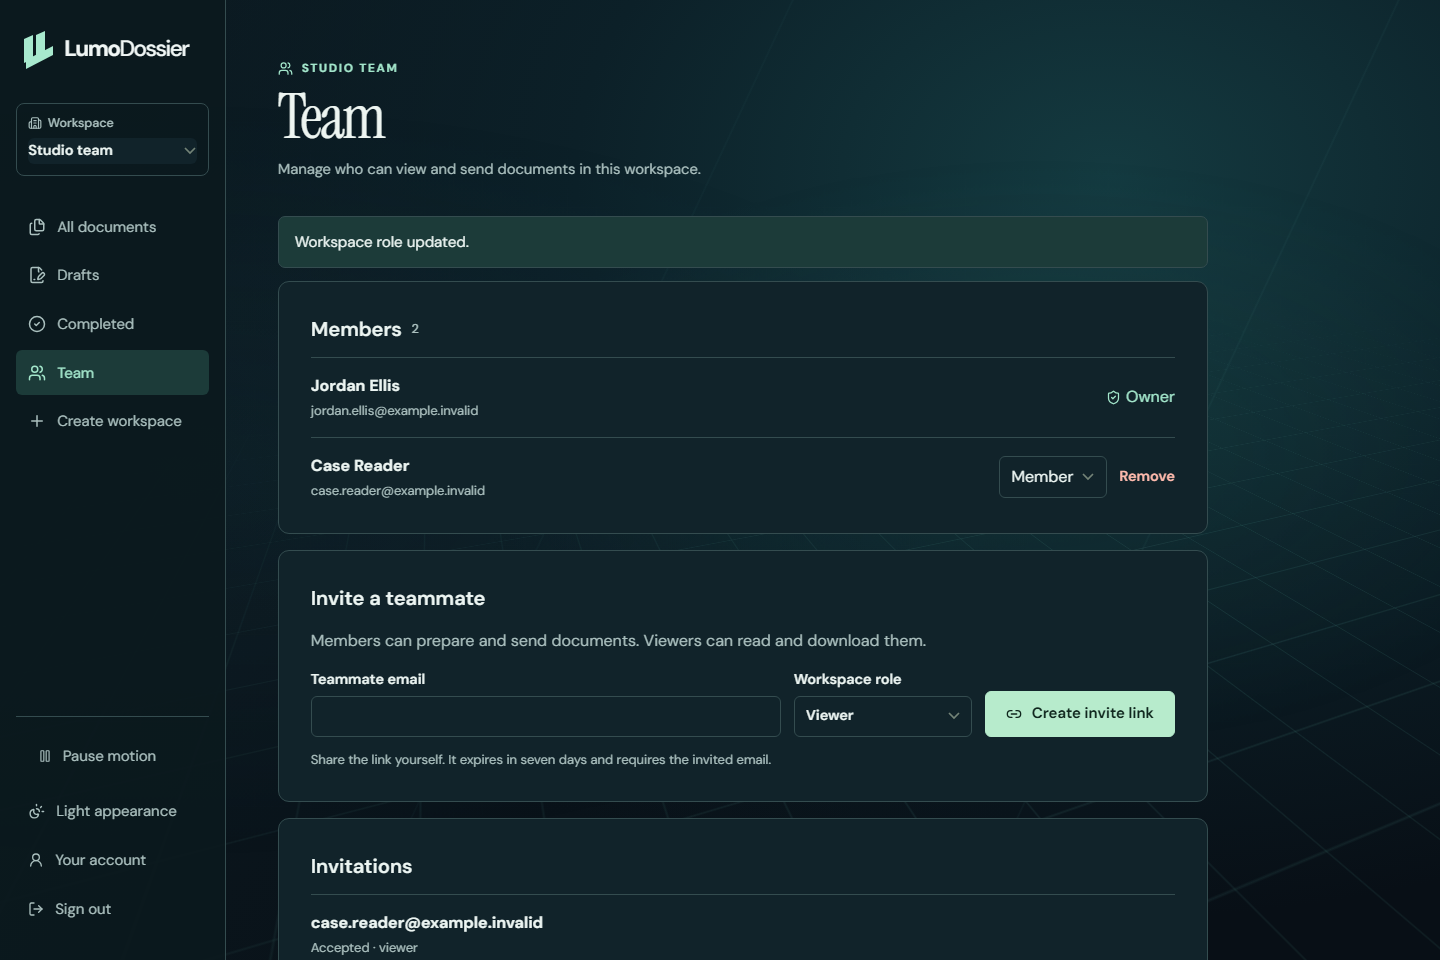 LumoDossier
Workspace
Studio team
All documents
Drafts
Completed
Team
Create workspace
Pause motion
Light appearance
Your account
Sign out
STUDIO TEAM
Team
Manage who can view and send documents in this workspace.
Workspace role updated.
Members 2
Jordan Ellis
jordan.ellis@example.invalid
Owner
Case Reader
case.reader@example.invalid
Member
Remove
Invite a teammate
Members can prepare and send documents. Viewers can read and download them.
Teammate email
Workspace role
Viewer
Create invite link
Share the link yourself. It expires in seven days and requires the invited email.
Invitations
case.reader@example.invalid
Accepted · viewer